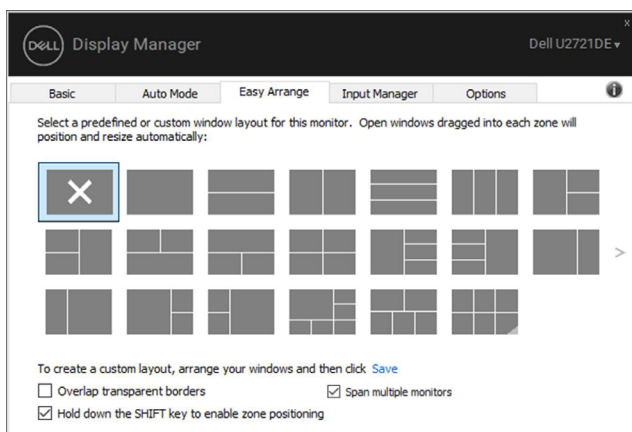 x
DELL Display Manager Dell U2721DE
Basic Auto Mode Easy Arrange Input Manager Options
Select a predefined or custom window layout for this monitor. Open windows dragged into each zone will
position and resize automatically:
To create a custom layout, arrange your windows and then click Save
Overlap transparent borders Span multiple monitors
Hold down the SHIFT key to enable zone positioning